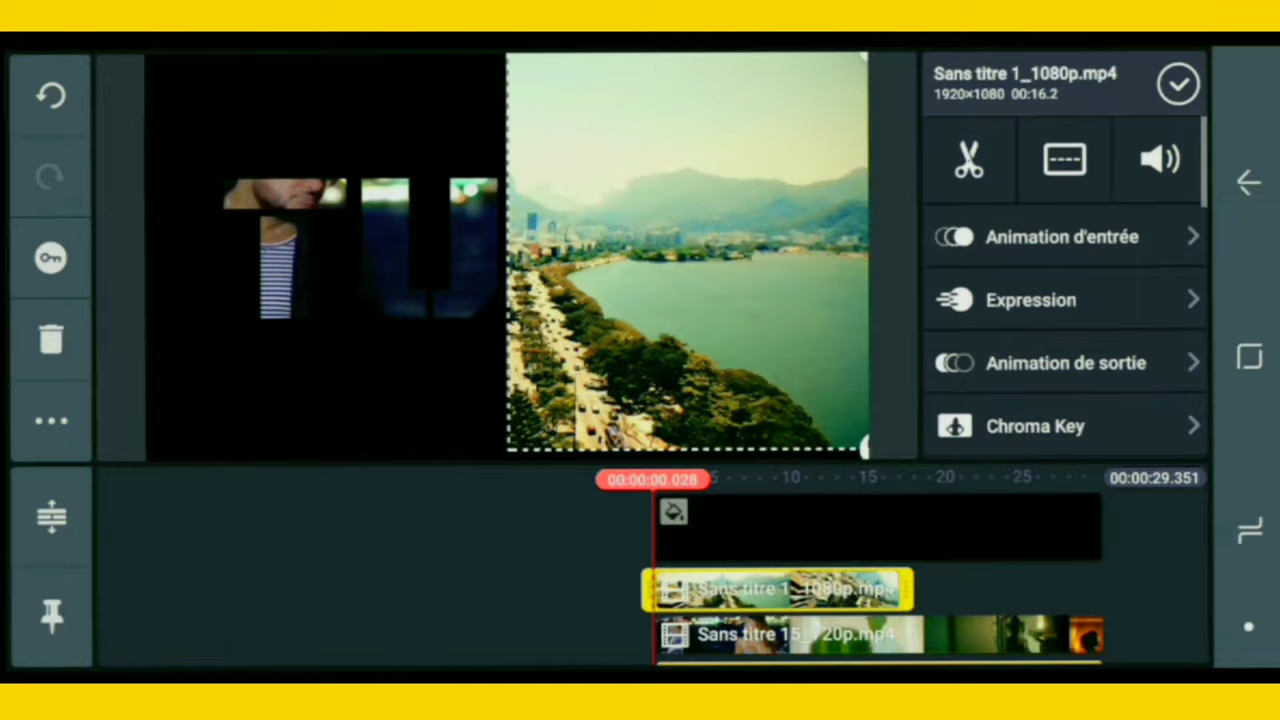 Sans titre 1_1080p.mp4
1920×1080 00:16.2
TU
Animation d'entrée
Expression
Animation de sortie
Chroma Key
00:00:00.028
5 10 15 20 25
00:00:29.351
Sans titre 1_1080p.mp4
Sans titre 15_720p.mp4